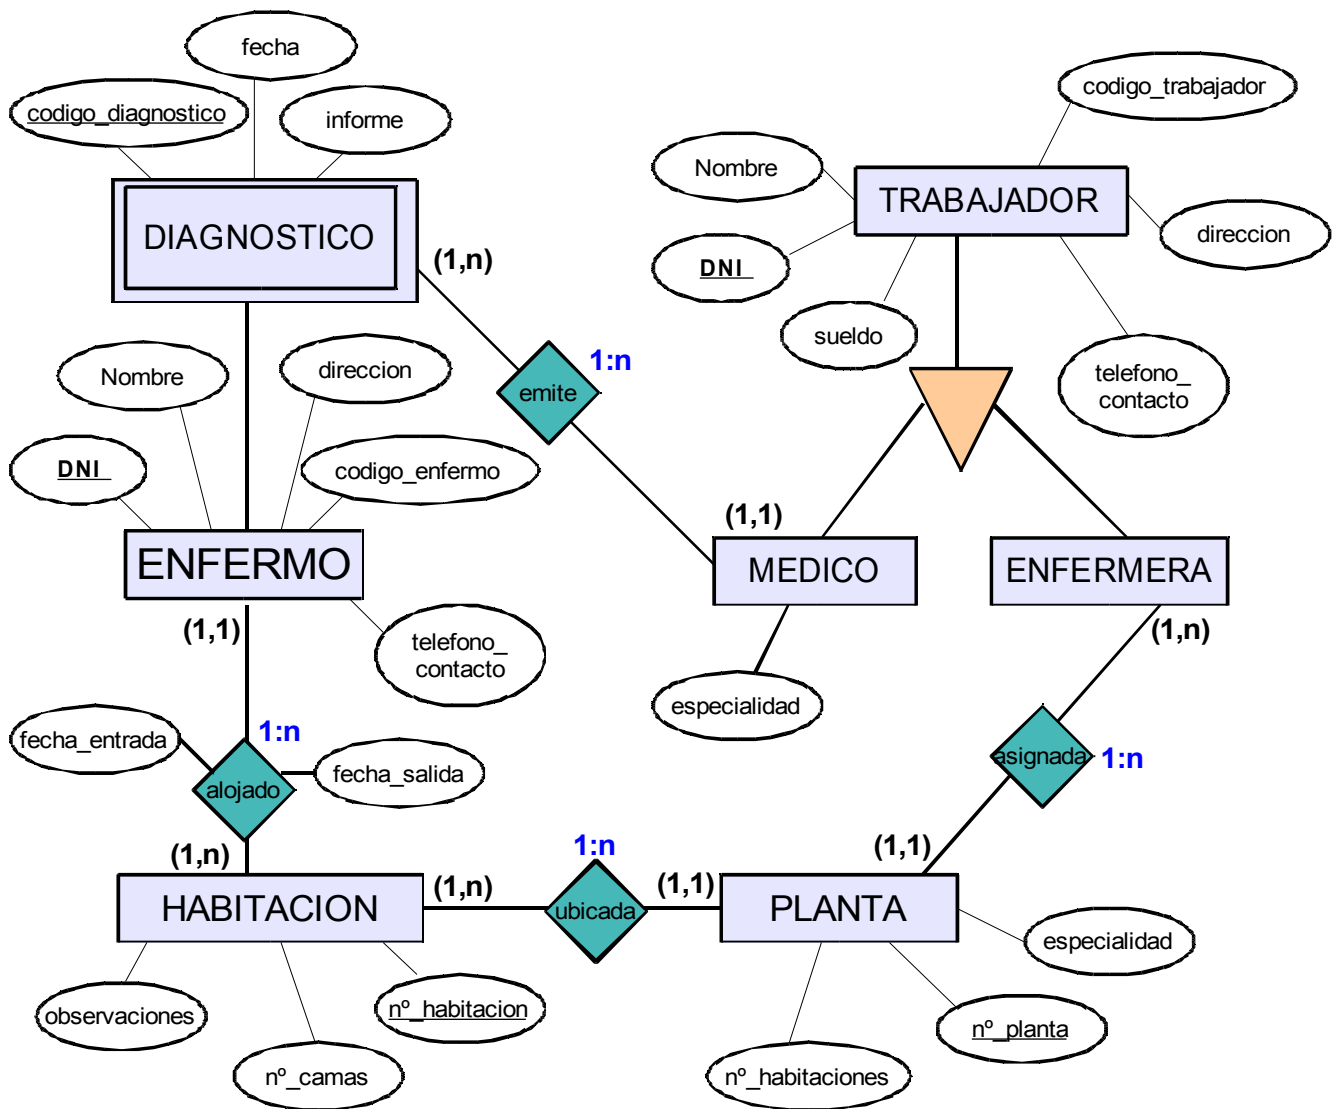 fecha
codigo_diagnostico
informe
codigo_trabajador
Nombre
TRABAJADOR
DIAGNOSTICO
(1,n)
DNI
direccion
sueldo
Nombre
direccion
1:n
emite
telefono_
contacto
DNI
codigo_enfermo
(1,1)
ENFERMO
MEDICO
ENFERMERA
(1,1)
(1,n)
telefono_
contacto
especialidad
fecha_entrada
1:n
fecha_salida
alojado
asignada
1:n
(1,n)
1:n
(1,1)
(1,n)
(1,1)
HABITACION
ubicada
PLANTA
especialidad
observaciones
nº_habitacion
nº_planta
nº_camas
nº_habitaciones